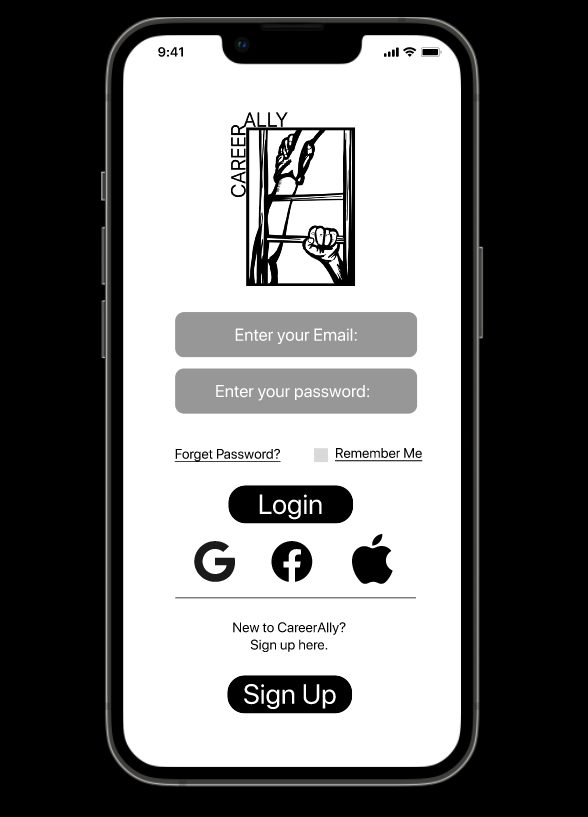 9:41
ALLY
CAREER
Enter your Email:
Enter your password:
Forget Password?
Remember Me
Login
New to CareerAlly?
Sign up here.
Sign Up